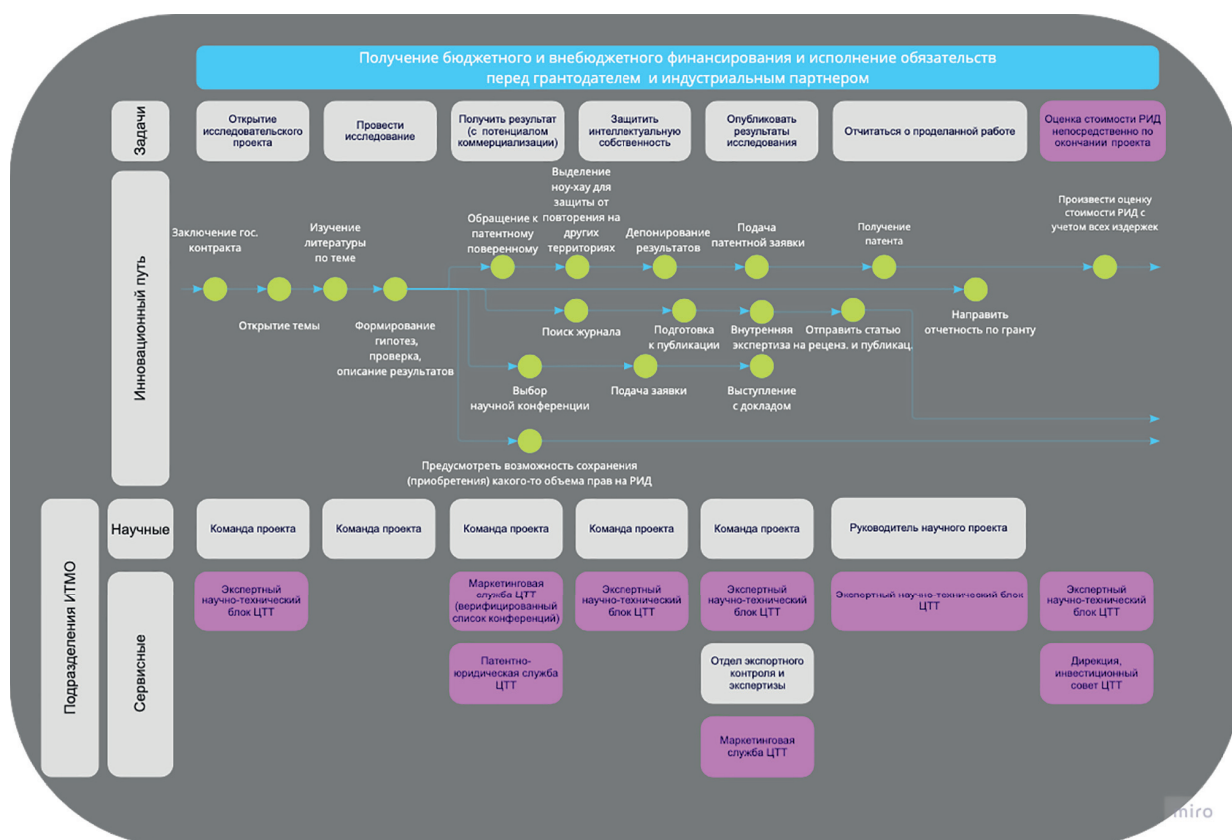 Получение бюджетного и внебюджетного финансирования и исполнение обязательств
перед грантодателем и индустриальным партнером
Задачи
Открытие
исследовательского
проекта
Провести
исследование
Получить результат
(с потенциалом
коммерциализации)
Защитить
интеллектуальную
собственность
Опубликовать
результаты
исследования
Отчитаться о проделанной работе
Оценка стоимости РИД
непосредственно по
окончании проекта
Инновационный путь
Заключение гос.
контракта
Открытие темы
Изучение
литературы
по теме
Формирование
гипотез,
проверка,
описание результатов
Обращение к
патентному
поверенному
Выделение
ноу-хау для
защиты от
повторения на
других
территориях
Депонирование
результатов
Подача
патентной заявки
Получение
патента
Произвести оценку
стоимости РИД с
учетом всех издержек
Поиск журнала
Подготовка
к публикации
Внутренняя
экспертиза
Отправить статью
на реценз. и публикац.
Направить
отчетность по гранту
Выбор
научной конференции
Подача заявки
Выступление
с докладом
Предусмотреть возможность сохранения
(приобретения) какого-то объема прав на РИД
Подразделения ИТМО
Научные
Команда проекта
Команда проекта
Команда проекта
Команда проекта
Команда проекта
Руководитель научного проекта
Сервисные
Экспертный
научно-технический
блок ЦТТ
Маркетинговая
служба ЦТТ
(верифицированный
список конференций)
Экспертный
научно-технический
блок ЦТТ
Экспертный
научно-технический
блок ЦТТ
Экспертный научно-технический блок
ЦТТ
Экспертный
научно-технический
блок ЦТТ
Патентно-
юридическая служба
ЦТТ
Отдел экспортного
контроля и
экспертизы
Дирекция,
инвестиционный
совет ЦТТ
Маркетинговая
служба ЦТТ
miro